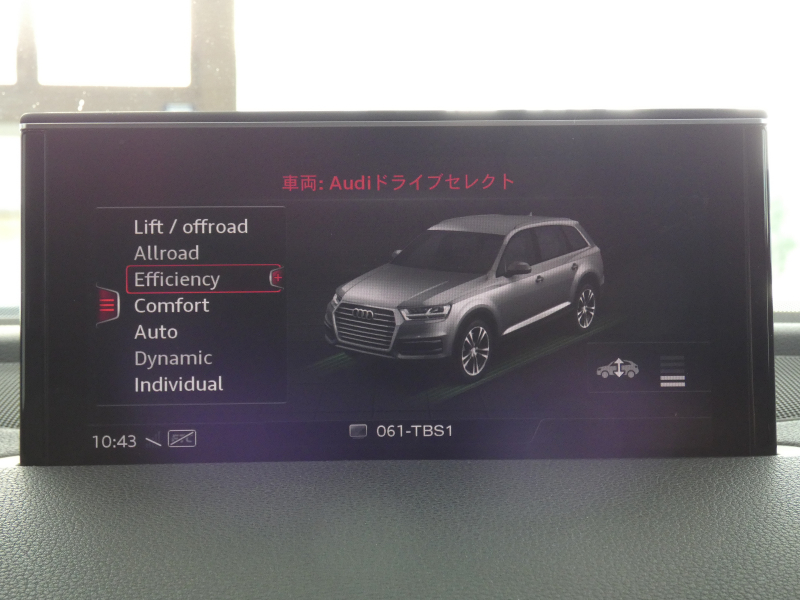 車両: Audiドライブセレクト
Lift / offroad
Allroad
Efficiency
Comfort
Auto
Dynamic
Individual
10:43
061-TBS1